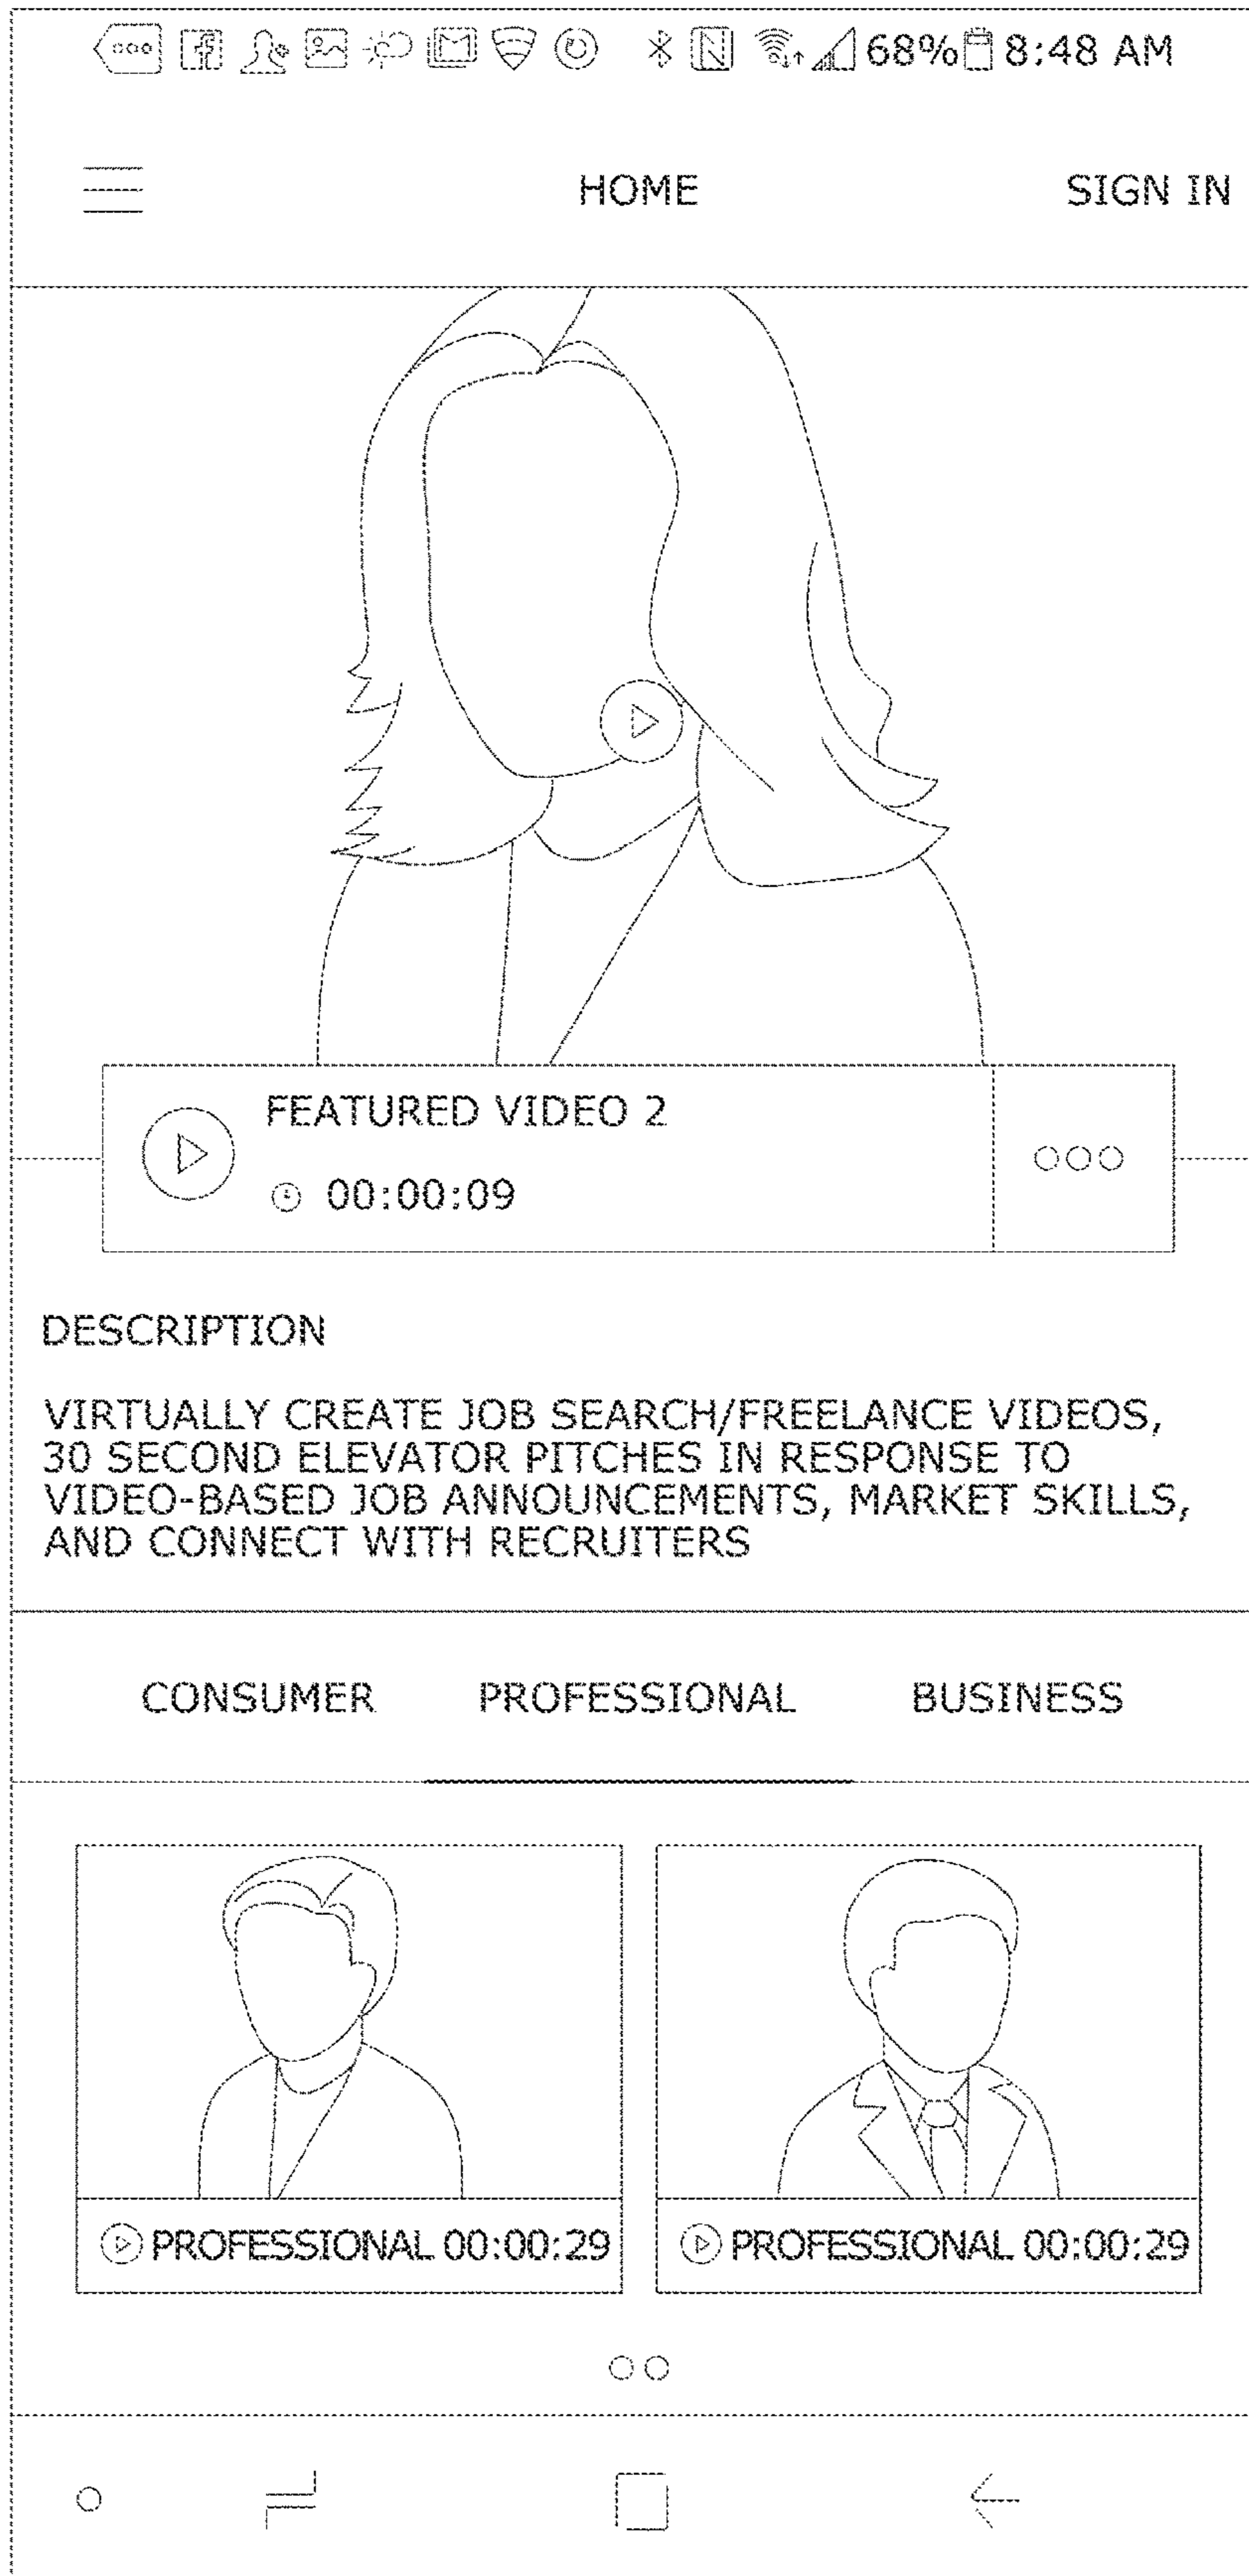 68% 8:48 AM
HOME SIGN IN
FEATURED VIDEO 2
00:00:09
DESCRIPTION
VIRTUALLY CREATE JOB SEARCH/FREELANCE VIDEOS,
30 SECOND ELEVATOR PITCHES IN RESPONSE TO
VIDEO-BASED JOB ANNOUNCEMENTS, MARKET SKILLS,
AND CONNECT WITH RECRUITERS
CONSUMER PROFESSIONAL BUSINESS
PROFESSIONAL 00:00:29 PROFESSIONAL 00:00:29